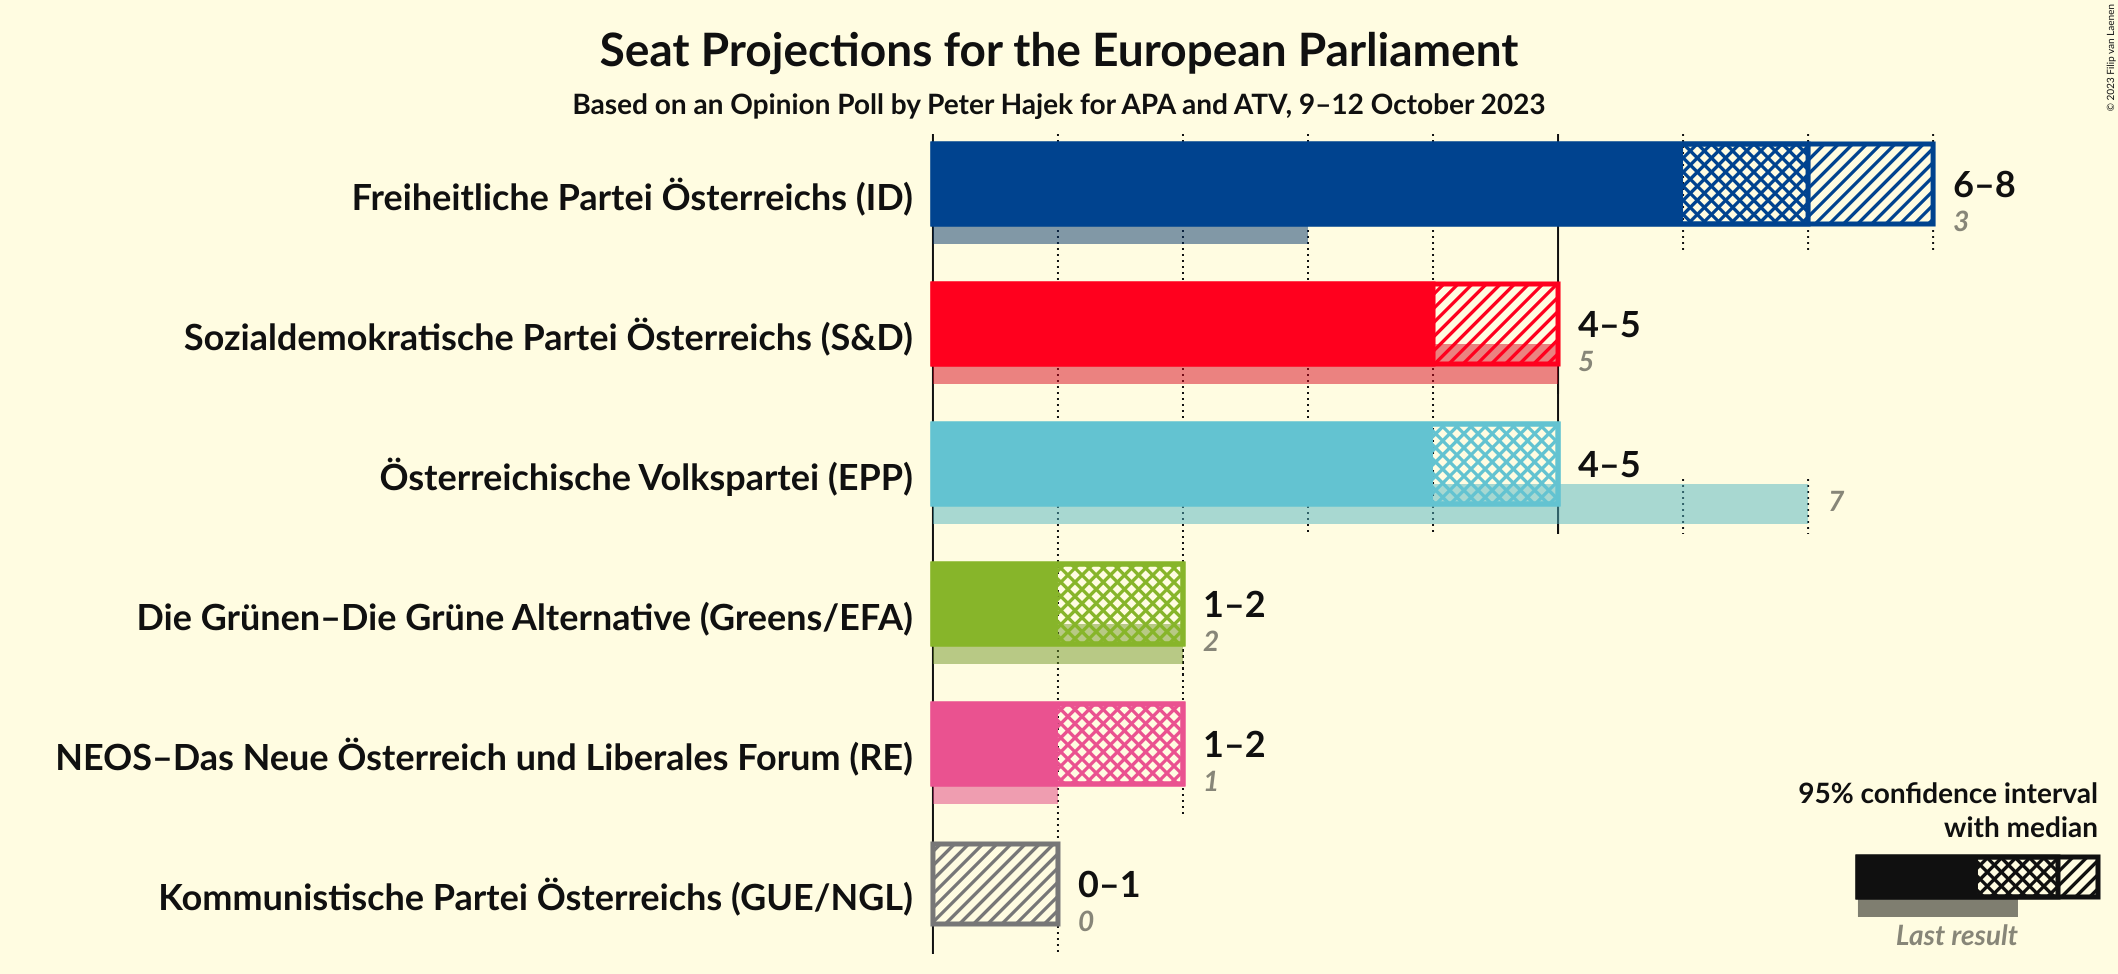 Seat Projections for the European Parliament
Based on an Opinion Poll by Peter Hajek for APA and ATV, 9–12 October 2023
© 2023 Filip van Laenen
Freiheitliche Partei Österreichs (ID)
6–8
3
Sozialdemokratische Partei Österreichs (S&D)
4–5
5
Österreichische Volkspartei (EPP)
4–5
7
Die Grünen–Die Grüne Alternative (Greens/EFA)
1–2
2
NEOS–Das Neue Österreich und Liberales Forum (RE)
1–2
1
Kommunistische Partei Österreichs (GUE/NGL)
0–1
0
95% confidence interval
with median
Last result